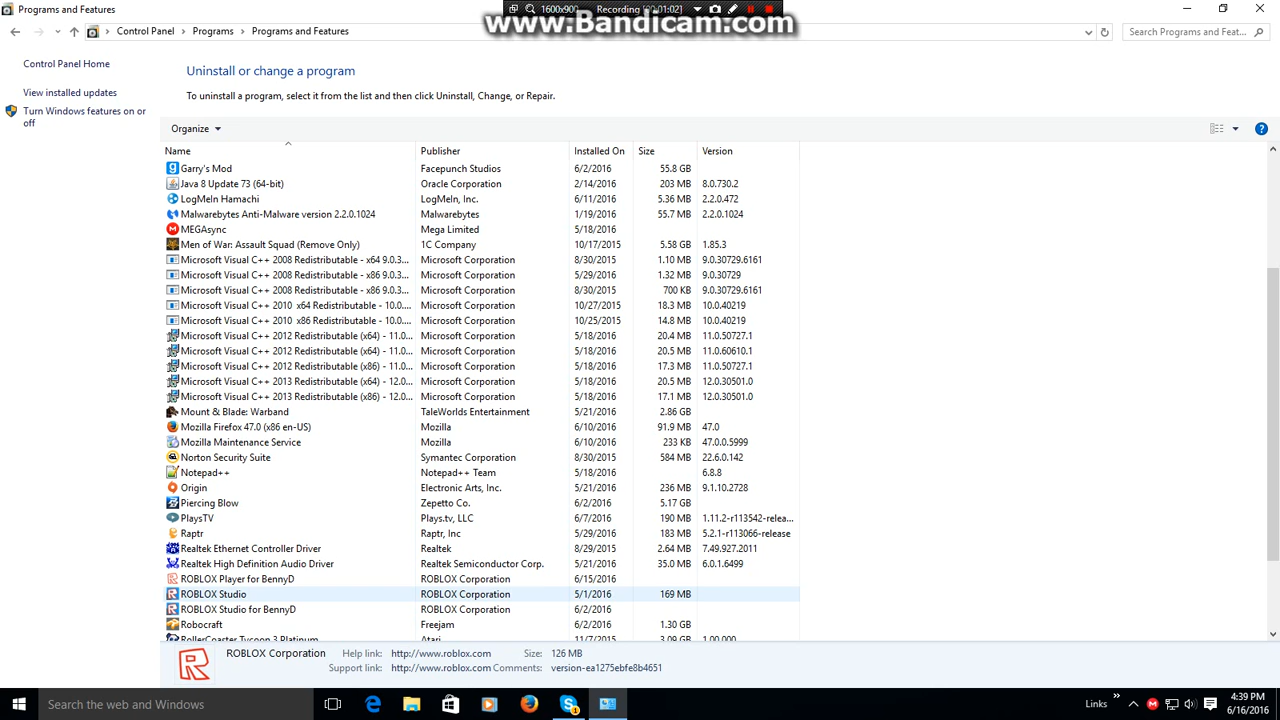 Programs and Features
1600x900
Recording [00:01:02]
www.Bandicam.com
Control Panel > Programs > Programs and Features
Search Programs and Feat...
Control Panel Home
View installed updates
Turn Windows features on or
off
Uninstall or change a program
To uninstall a program, select it from the list and then click Uninstall, Change, or Repair.
Organize
Name Publisher Installed On Size Version
Garry's Mod Facepunch Studios 6/2/2016 55.8 GB
Java 8 Update 73 (64-bit) Oracle Corporation 2/14/2016 203 MB 8.0.730.2
LogMeIn Hamachi LogMeIn, Inc. 6/11/2016 5.36 MB 2.2.0.472
Malwarebytes Anti-Malware version 2.2.0.1024 Malwarebytes 1/19/2016 55.7 MB 2.2.0.1024
MEGAsync Mega Limited 5/18/2016
Men of War: Assault Squad (Remove Only) 1C Company 10/17/2015 5.58 GB 1.85.3
Microsoft Visual C++ 2008 Redistributable - x64 9.0.3... Microsoft Corporation 8/30/2015 1.10 MB 9.0.30729.6161
Microsoft Visual C++ 2008 Redistributable - x86 9.0.3... Microsoft Corporation 5/29/2016 1.32 MB 9.0.30729
Microsoft Visual C++ 2008 Redistributable - x86 9.0.3... Microsoft Corporation 8/30/2015 700 KB 9.0.30729.6161
Microsoft Visual C++ 2010 x64 Redistributable - 10.0.... Microsoft Corporation 10/27/2015 18.3 MB 10.0.40219
Microsoft Visual C++ 2010 x86 Redistributable - 10.0.... Microsoft Corporation 10/25/2015 14.8 MB 10.0.40219
Microsoft Visual C++ 2012 Redistributable (x64) - 11.0... Microsoft Corporation 5/18/2016 20.4 MB 11.0.50727.1
Microsoft Visual C++ 2012 Redistributable (x64) - 11.0... Microsoft Corporation 5/18/2016 20.5 MB 11.0.60610.1
Microsoft Visual C++ 2012 Redistributable (x86) - 11.0... Microsoft Corporation 5/18/2016 17.3 MB 11.0.50727.1
Microsoft Visual C++ 2013 Redistributable (x64) - 12.0... Microsoft Corporation 5/18/2016 20.5 MB 12.0.30501.0
Microsoft Visual C++ 2013 Redistributable (x86) - 12.0... Microsoft Corporation 5/18/2016 17.1 MB 12.0.30501.0
Mount & Blade: Warband TaleWorlds Entertainment 5/21/2016 2.86 GB
Mozilla Firefox 47.0 (x86 en-US) Mozilla 6/10/2016 91.9 MB 47.0
Mozilla Maintenance Service Mozilla 6/10/2016 233 KB 47.0.0.5999
Norton Security Suite Symantec Corporation 8/30/2015 584 MB 22.6.0.142
Notepad++ Notepad++ Team 5/18/2016 6.8.8
Origin Electronic Arts, Inc. 5/21/2016 236 MB 9.1.10.2728
Piercing Blow Zepetto Co. 6/2/2016 5.17 GB
PlaysTV Plays.tv, LLC 6/7/2016 190 MB 1.11.2-r113542-relea...
Raptr Raptr, Inc 5/29/2016 183 MB 5.2.1-r113066-release
Realtek Ethernet Controller Driver Realtek 8/29/2015 2.64 MB 7.49.927.2011
Realtek High Definition Audio Driver Realtek Semiconductor Corp. 5/21/2016 35.0 MB 6.0.1.6499
ROBLOX Player for BennyD ROBLOX Corporation 6/15/2016
ROBLOX Studio ROBLOX Corporation 5/1/2016 169 MB
ROBLOX Studio for BennyD ROBLOX Corporation 6/2/2016
Robocraft Freejam 6/2/2016 1.30 GB
RollerCoaster Tycoon 3 Platinum Atari 11/7/2015 3.09 GB 1.00.000
ROBLOX Corporation Help link: http://www.roblox.com Size: 126 MB
Support link: http://www.roblox.com Comments: version-ea1275ebfe8b4651
Search the web and Windows
Links
4:39 PM
6/16/2016